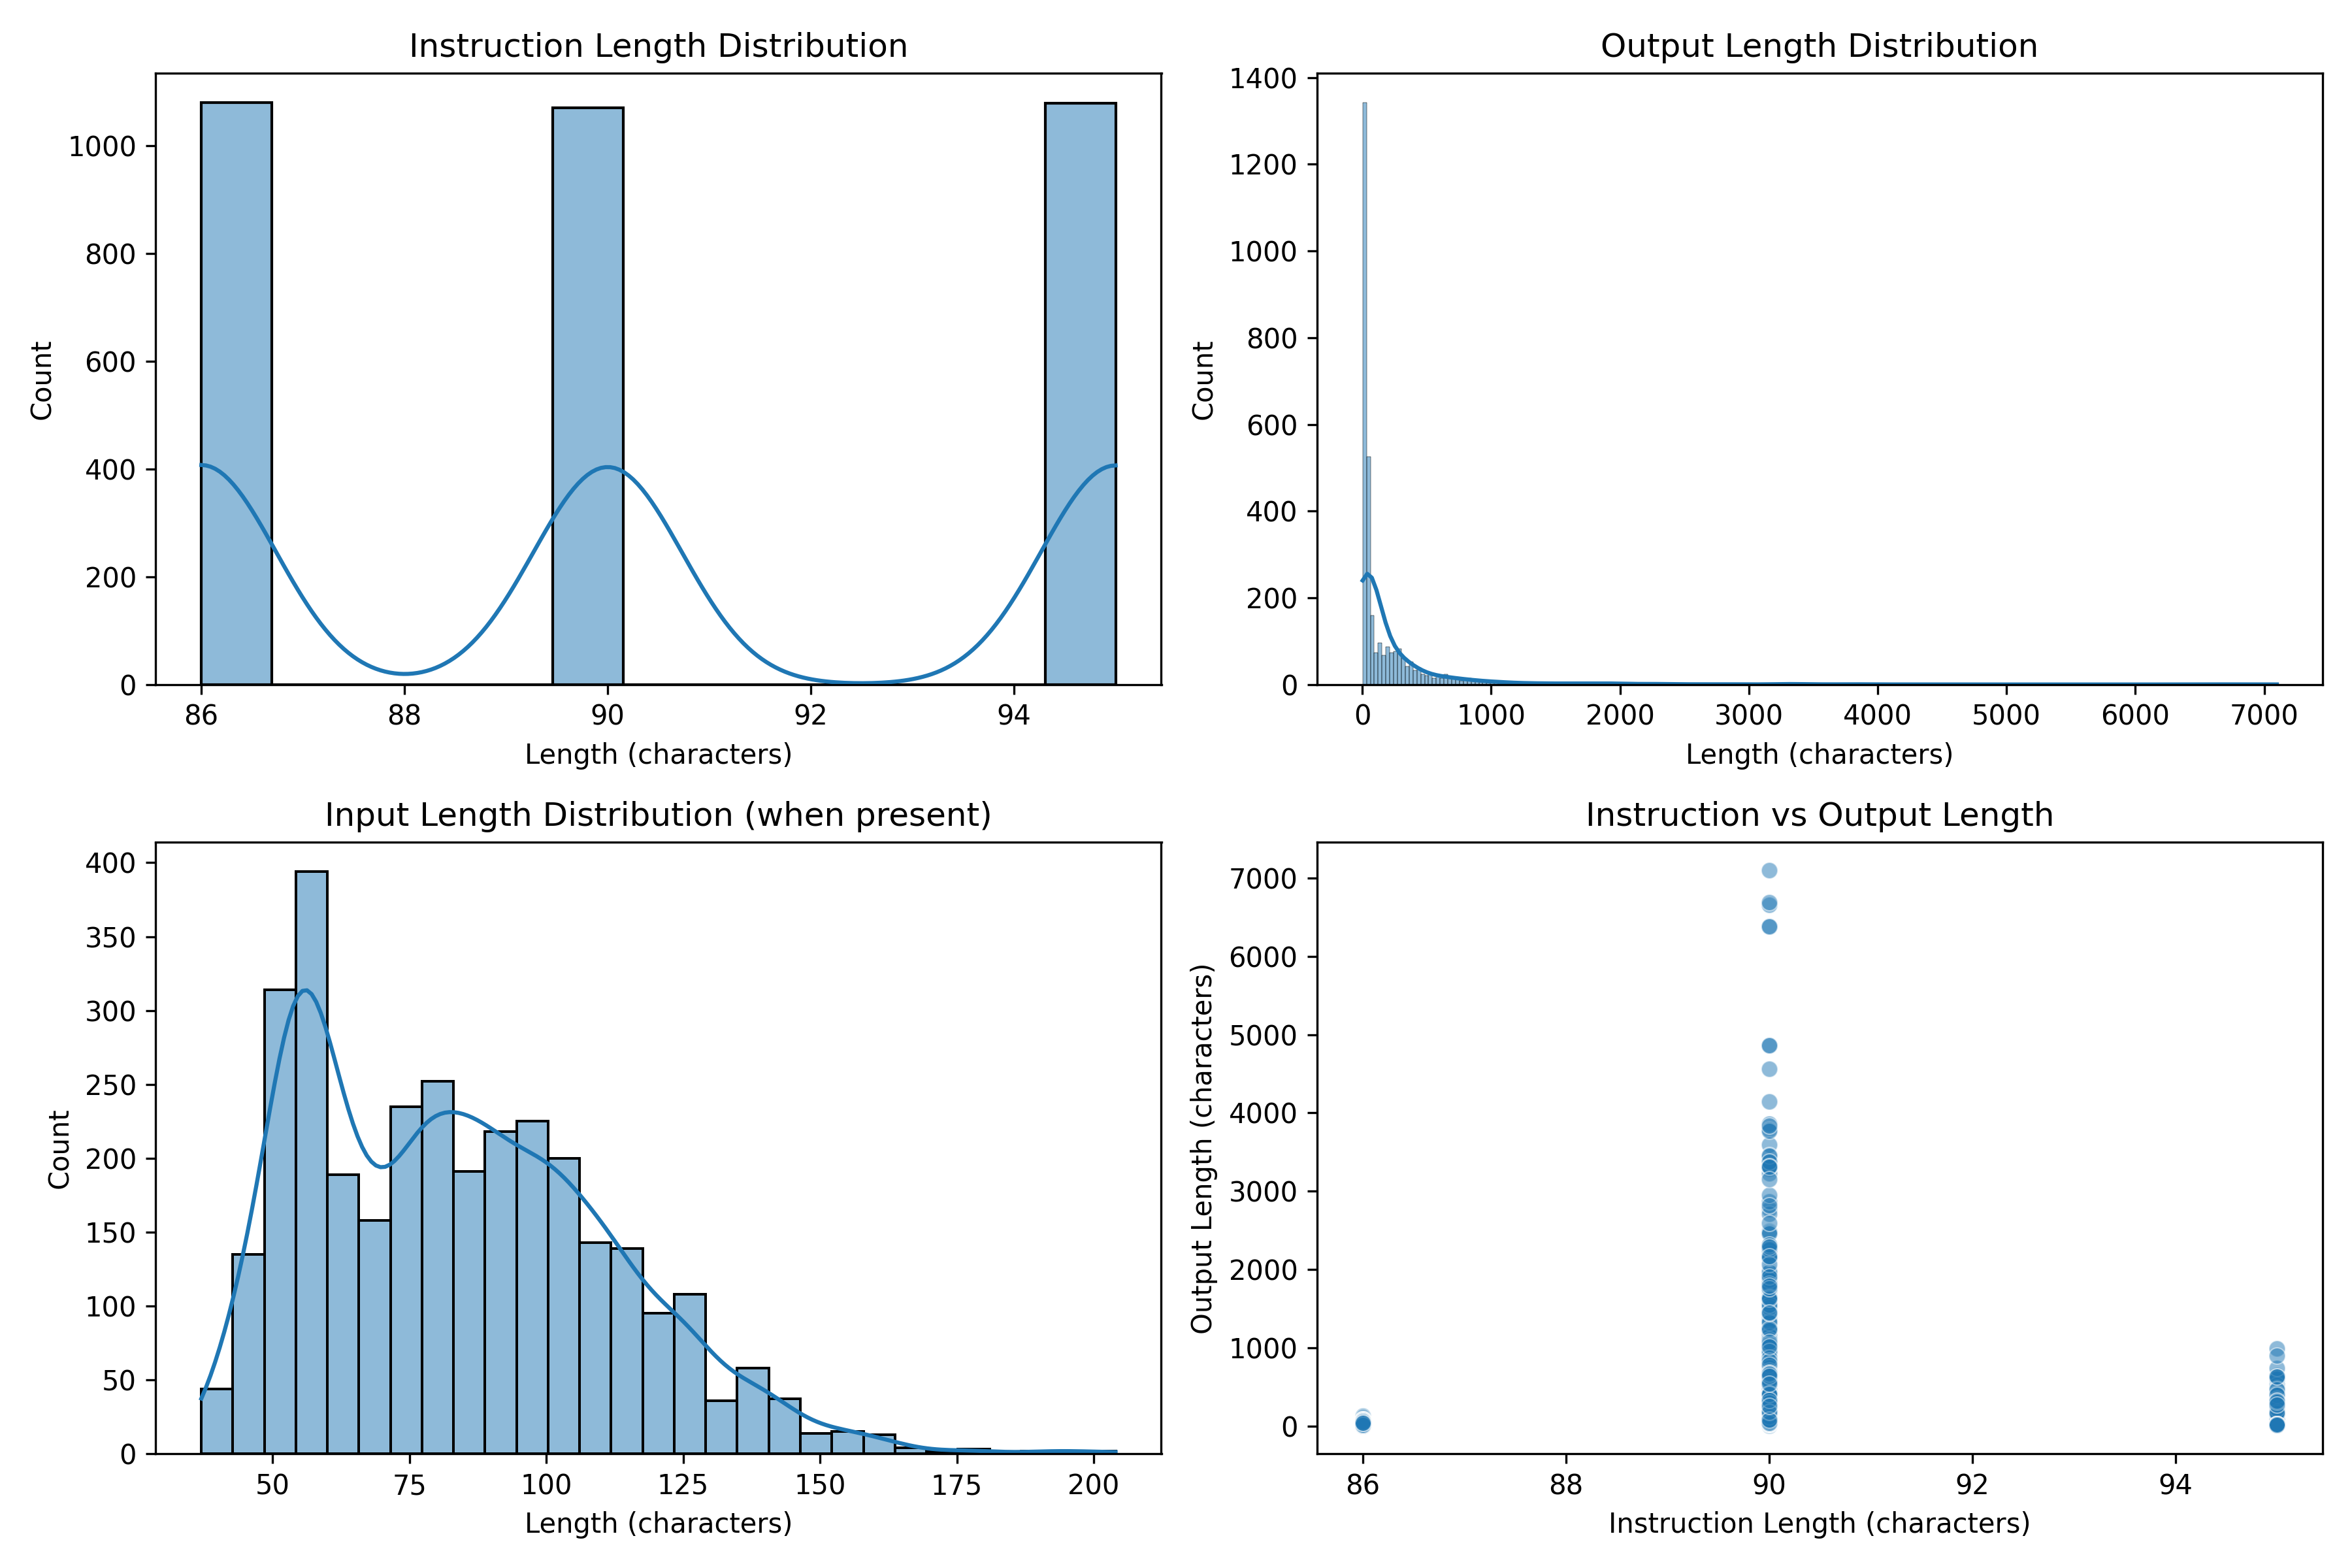 Instruction Length Distribution
Count
1000
800
600
400
200
0
86 88 90 92 94
Length (characters)
Output Length Distribution
Count
1400
1200
1000
800
600
400
200
0
0 1000 2000 3000 4000 5000 6000 7000
Length (characters)
Input Length Distribution (when present)
Count
400
350
300
250
200
150
100
50
0
50 75 100 125 150 175 200
Length (characters)
Instruction vs Output Length
Output Length (characters)
7000
6000
5000
4000
3000
2000
1000
0
86 88 90 92 94
Instruction Length (characters)